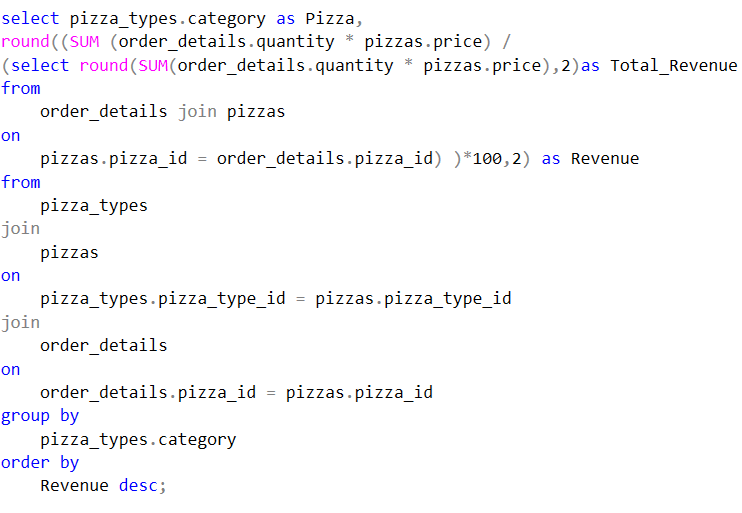 select pizza_types.category as Pizza,
round((SUM (order_details.quantity * pizzas.price) /
(select round(SUM(order_details.quantity * pizzas.price),2)as Total_Revenue
from
    order_details join pizzas
on
    pizzas.pizza_id = order_details.pizza_id) )*100,2) as Revenue
from
    pizza_types
join
    pizzas
on
    pizza_types.pizza_type_id = pizzas.pizza_type_id
join
    order_details
on
    order_details.pizza_id = pizzas.pizza_id
group by
    pizza_types.category
order by
    Revenue desc;